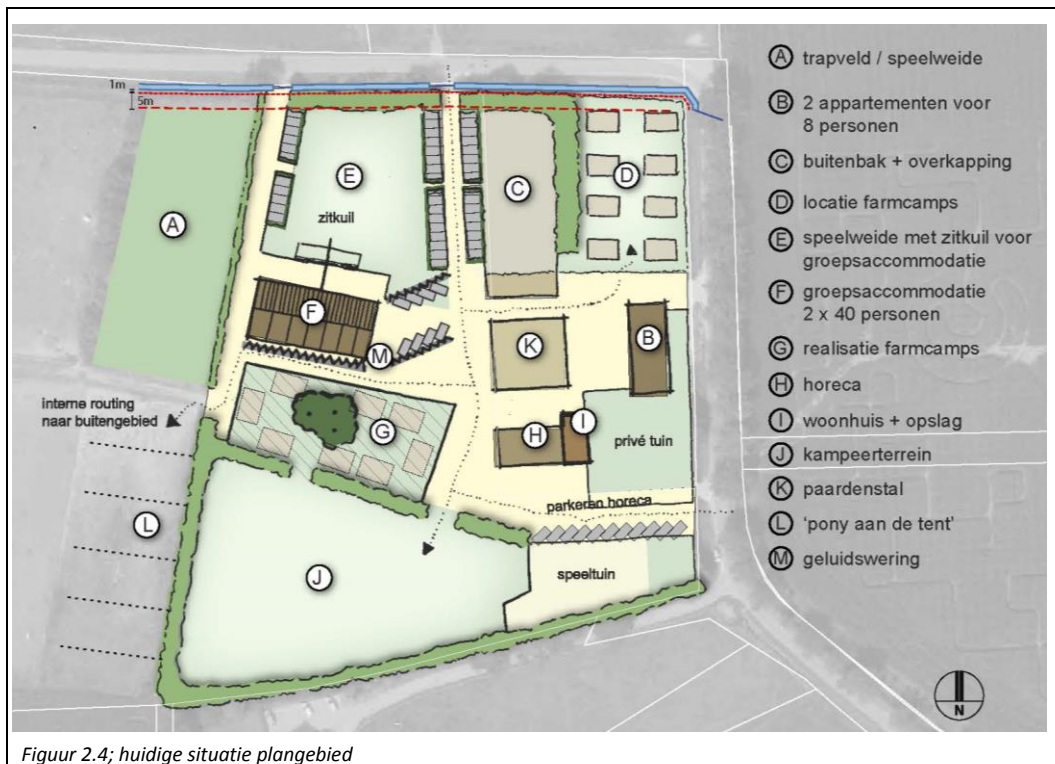 1m
5m
A
E
zitkuil
C
D
F
M
K
B
G
H
I
privé tuin
interne routing
naar buitengebied
parkeran horeca
L
J
speeltuin
A trapveld / speelweide
B 2 appartementen voor
8 personen
C buitenbak + overkapping
D locatie farmcamps
E speelweide met zitkuil voor
groepsaccommodatie
F groepsaccommodatie
2 x 40 personen
G realisatie farmcamps
H horeca
I woonhuis + opslag
J kampeerterrein
K paardenstal
L 'pony aan de tent'
M geluidswering
N
Figuur 2.4; huidige situatie plangebied